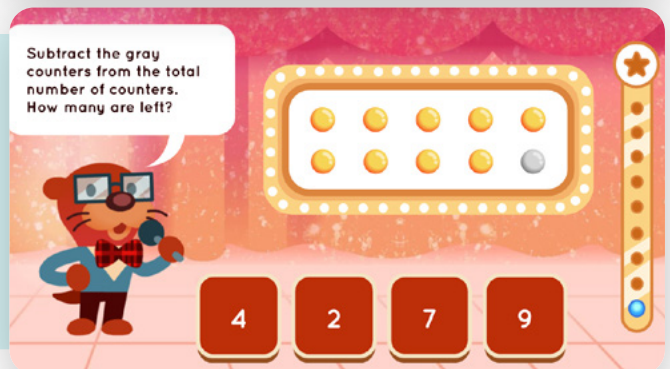 Subtract the gray
counters from the total
number of counters.
How many are left?
4 2 7 9